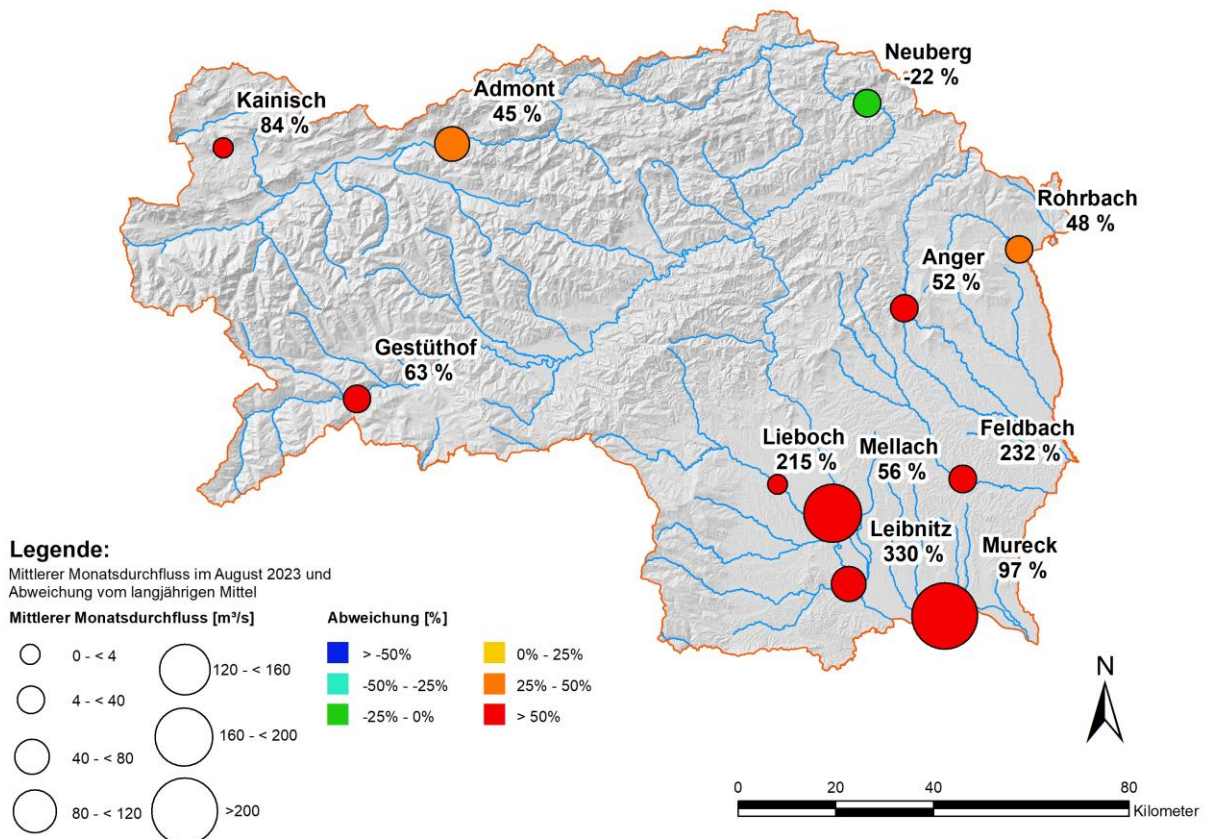 Neuberg
-22 %
Kainisch
84 %
Admont
45 %
Rohrbach
48 %
Anger
52 %
Gestüthof
63 %
Lieboch
215 %
Mellach
56 %
Feldbach
232 %
Leibnitz
330 %
Mureck
97 %
Legende:
Mittlerer Monatsdurchfluss im August 2023 und
Abweichung vom langjährigen Mittel
Mittlerer Monatsdurchfluss [m³/s]
0 - < 4
4 - < 40
40 - < 80
80 - < 120
120 - < 160
160 - < 200
>200
Abweichung [%]
> -50%
-50% - -25%
-25% - 0%
0% - 25%
25% - 50%
> 50%
N
0 20 40 60 80
Kilometer